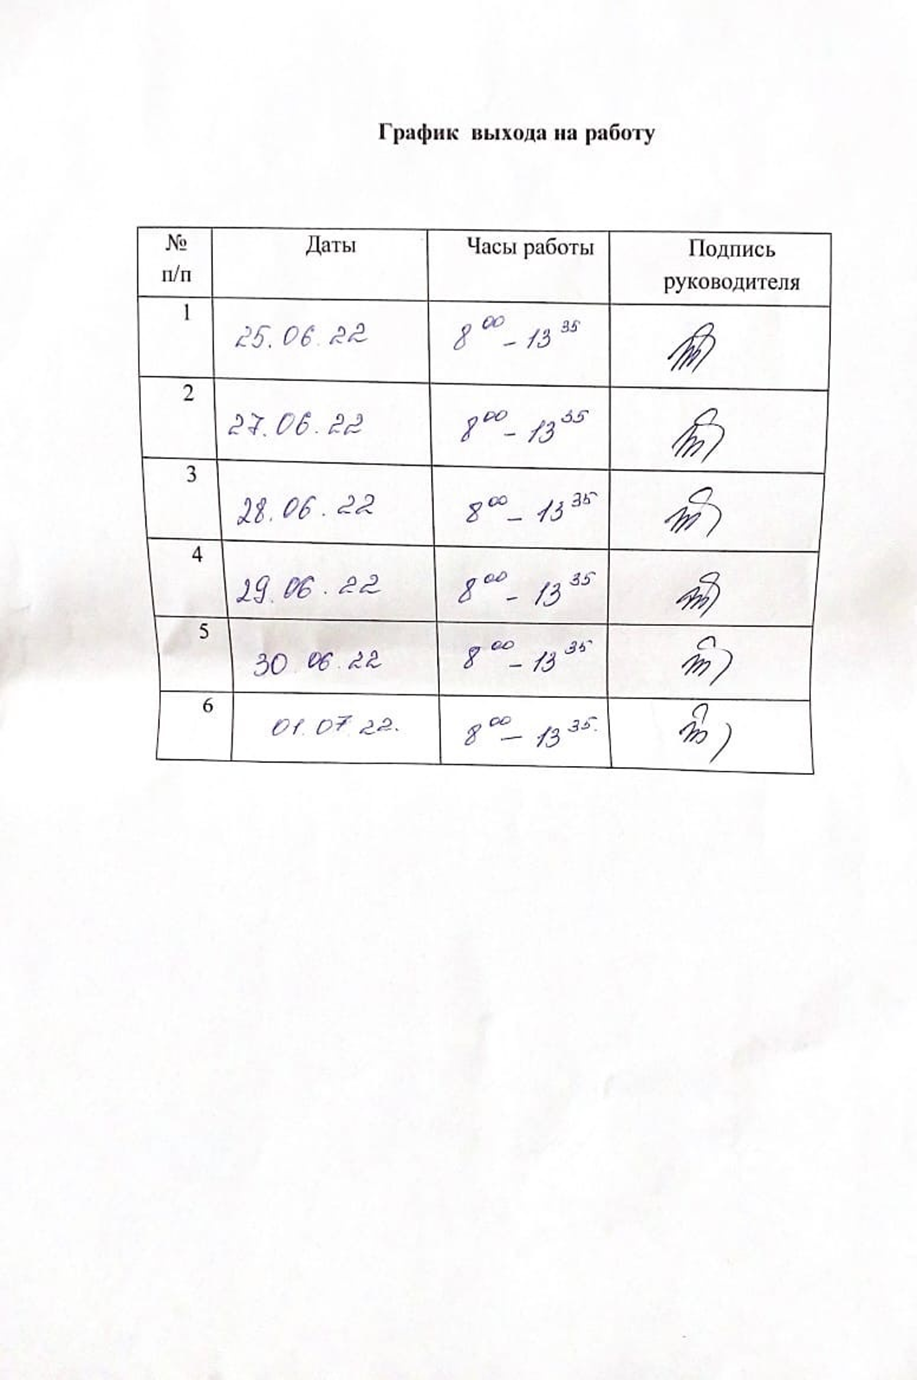 График выхода на работу
№ п/п Даты Часы работы Подпись руководителя
1 25.06.22 8⁰⁰ - 13³⁵
2 27.06.22 8⁰⁰ - 13³⁵
3 28.06.22 8⁰⁰ - 13³⁵
4 29.06.22 8⁰⁰ - 13³⁵
5 30.06.22 8⁰⁰ - 13³⁵
6 01.07.22. 8⁰⁰ - 13³⁵.